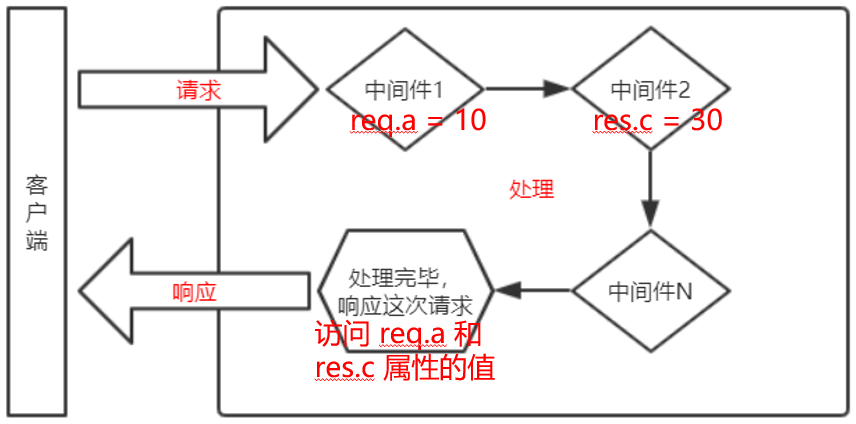 客户端
请求
中间件1
req.a = 10
中间件2
res.c = 30
处理
中间件N
处理完毕，
响应这次请求
访问 req.a 和
res.c 属性的值
响应